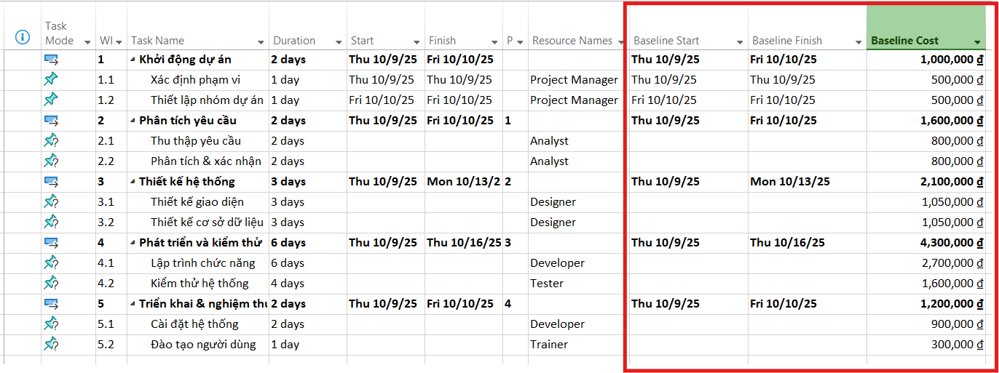 Task Mode WI Task Name Duration Start Finish P Resource Names Baseline Start Baseline Finish Baseline Cost
1 Khởi động dự án 2 days Thu 10/9/25 Fri 10/10/25 Thu 10/9/25 Fri 10/10/25 1,000,000 ₫
1.1 Xác định phạm vi 1 day Thu 10/9/25 Thu 10/9/25 Project Manager Thu 10/9/25 Thu 10/9/25 500,000 ₫
1.2 Thiết lập nhóm dự án 1 day Fri 10/10/25 Fri 10/10/25 Project Manager Fri 10/10/25 Fri 10/10/25 500,000 ₫
2 Phân tích yêu cầu 2 days Thu 10/9/25 Fri 10/10/25 1 Thu 10/9/25 Fri 10/10/25 1,600,000 ₫
2.1 Thu thập yêu cầu 2 days Analyst 800,000 ₫
2.2 Phân tích & xác nhận 2 days Analyst 800,000 ₫
3 Thiết kế hệ thống 3 days Thu 10/9/25 Mon 10/13/2 2 Thu 10/9/25 Mon 10/13/25 2,100,000 ₫
3.1 Thiết kế giao diện 3 days Designer 1,050,000 ₫
3.2 Thiết kế cơ sở dữ liệu 3 days Designer 1,050,000 ₫
4 Phát triển và kiểm thử 6 days Thu 10/9/25 Thu 10/16/25 3 Thu 10/9/25 Thu 10/16/25 4,300,000 ₫
4.1 Lập trình chức năng 6 days Developer 2,700,000 ₫
4.2 Kiểm thử hệ thống 4 days Tester 1,600,000 ₫
5 Triển khai & nghiệm thu 2 days Thu 10/9/25 Fri 10/10/25 4 Thu 10/9/25 Fri 10/10/25 1,200,000 ₫
5.1 Cài đặt hệ thống 2 days Developer 900,000 ₫
5.2 Đào tạo người dùng 1 day Trainer 300,000 ₫